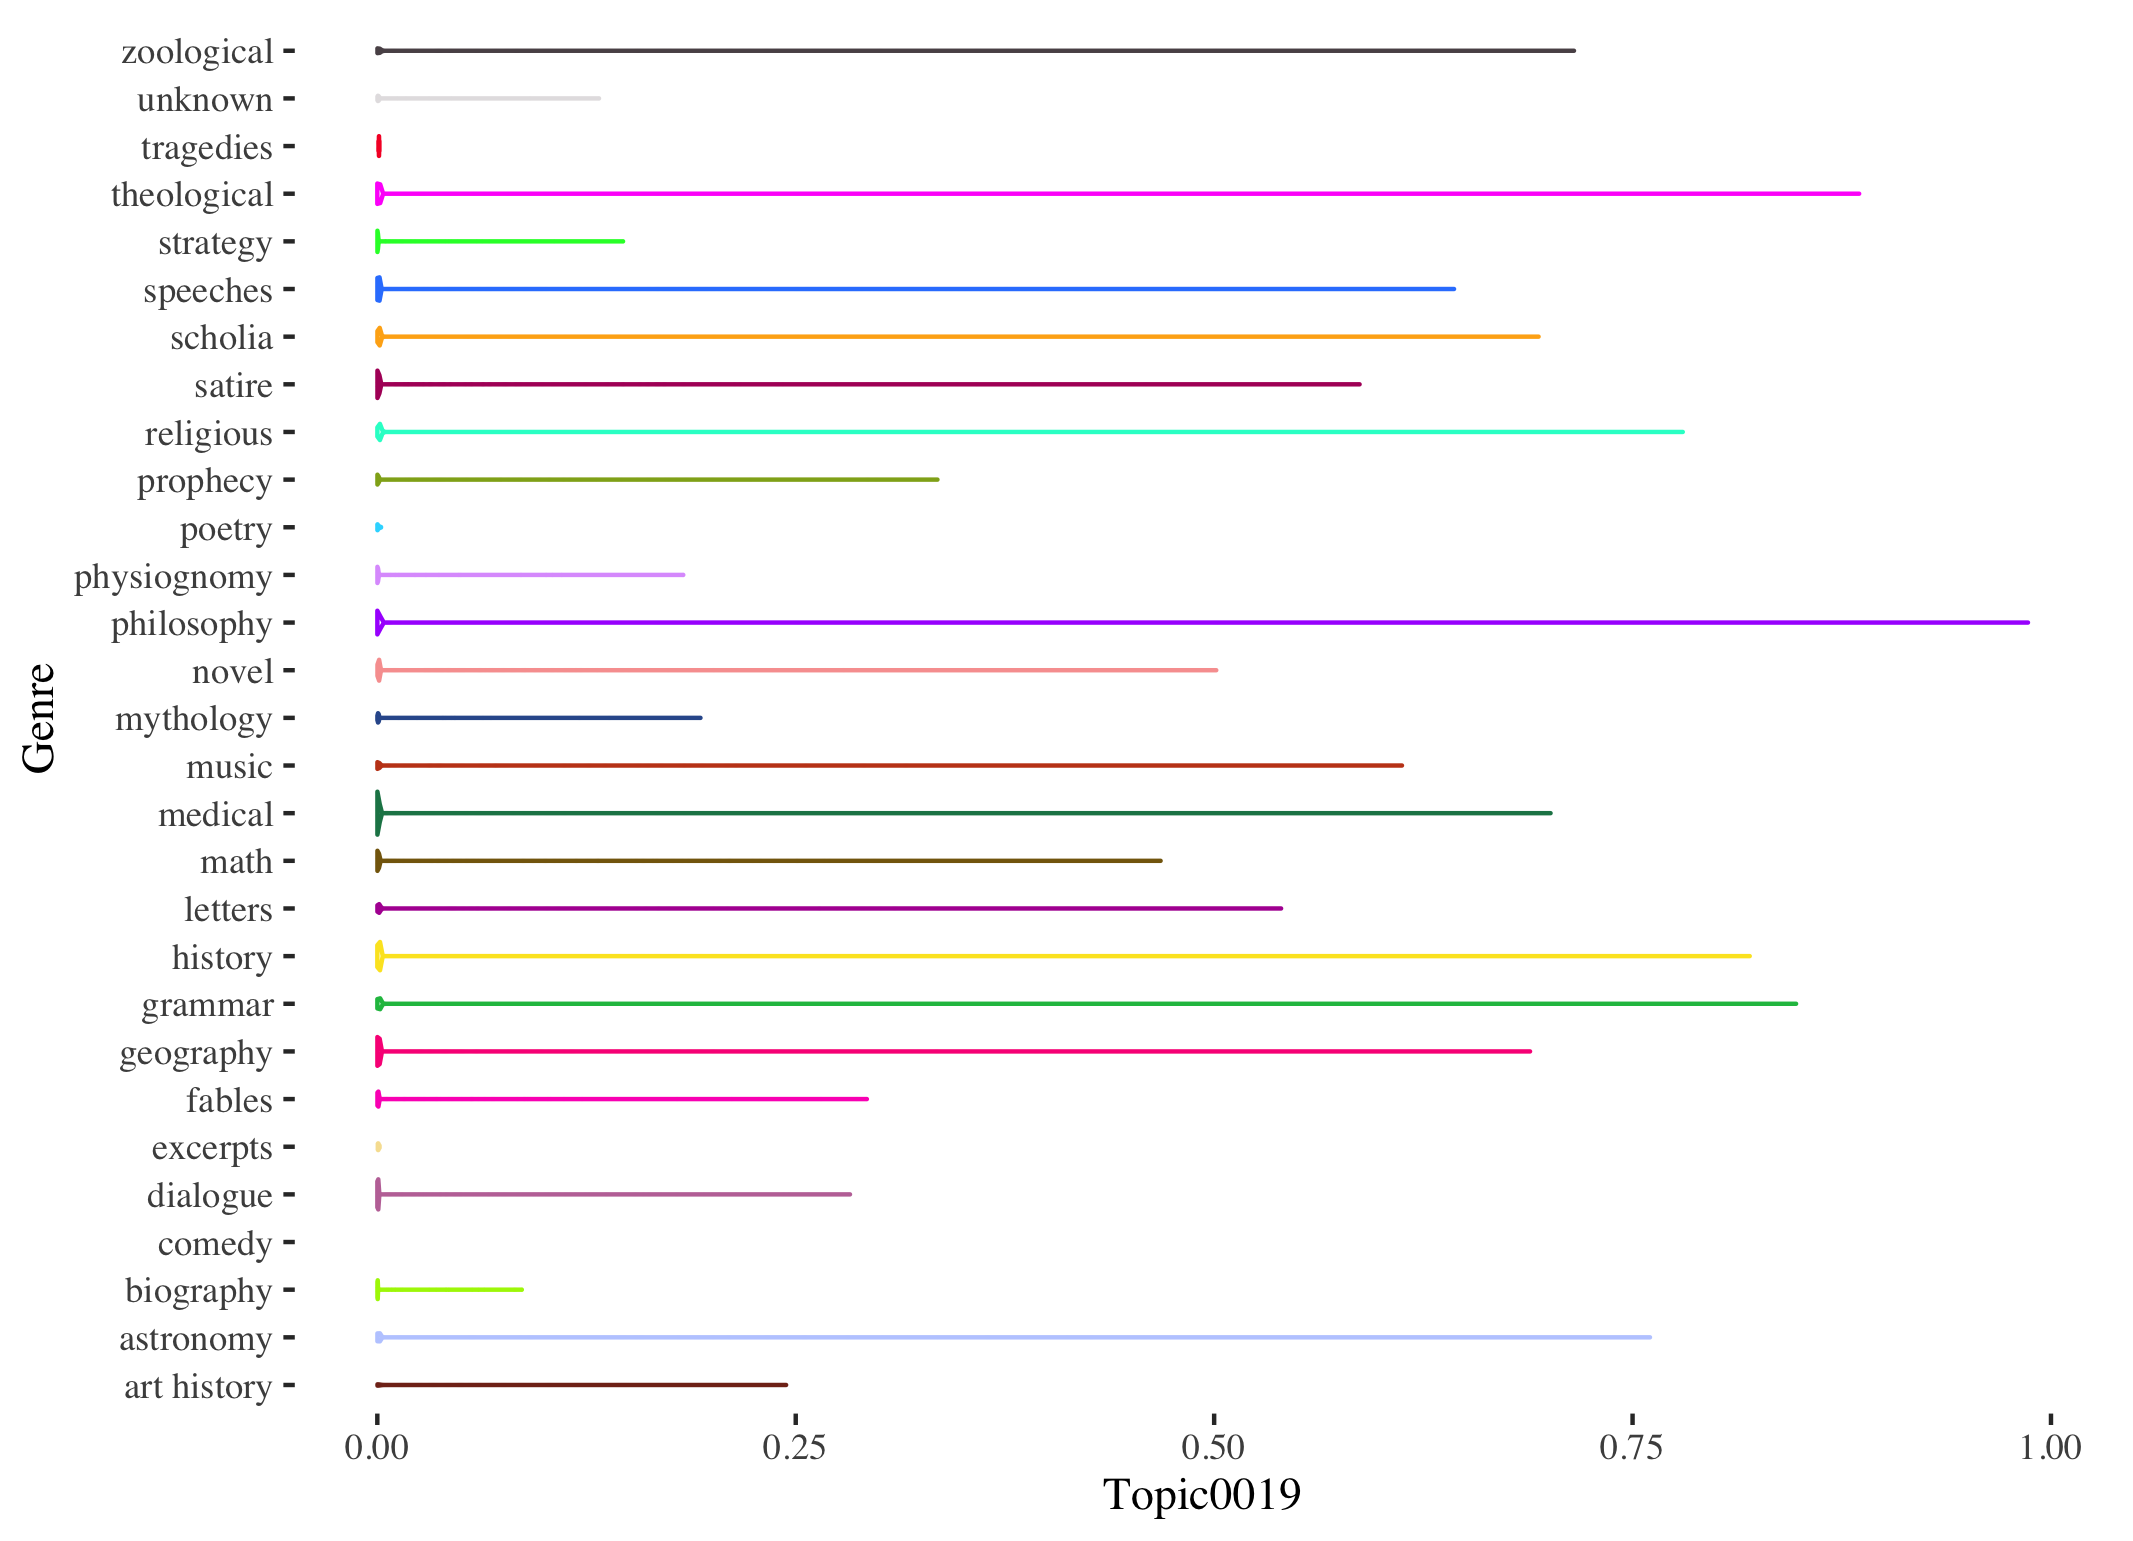 zoological
unknown
tragedies
theological
strategy
speeches
scholia
satire
religious
prophecy
poetry
physiognomy
philosophy
novel
mythology
music
medical
math
letters
history
grammar
geography
fables
excerpts
dialogue
comedy
biography
astronomy
art history
Genre
0.00 0.25 0.50 0.75 1.00
Topic0019